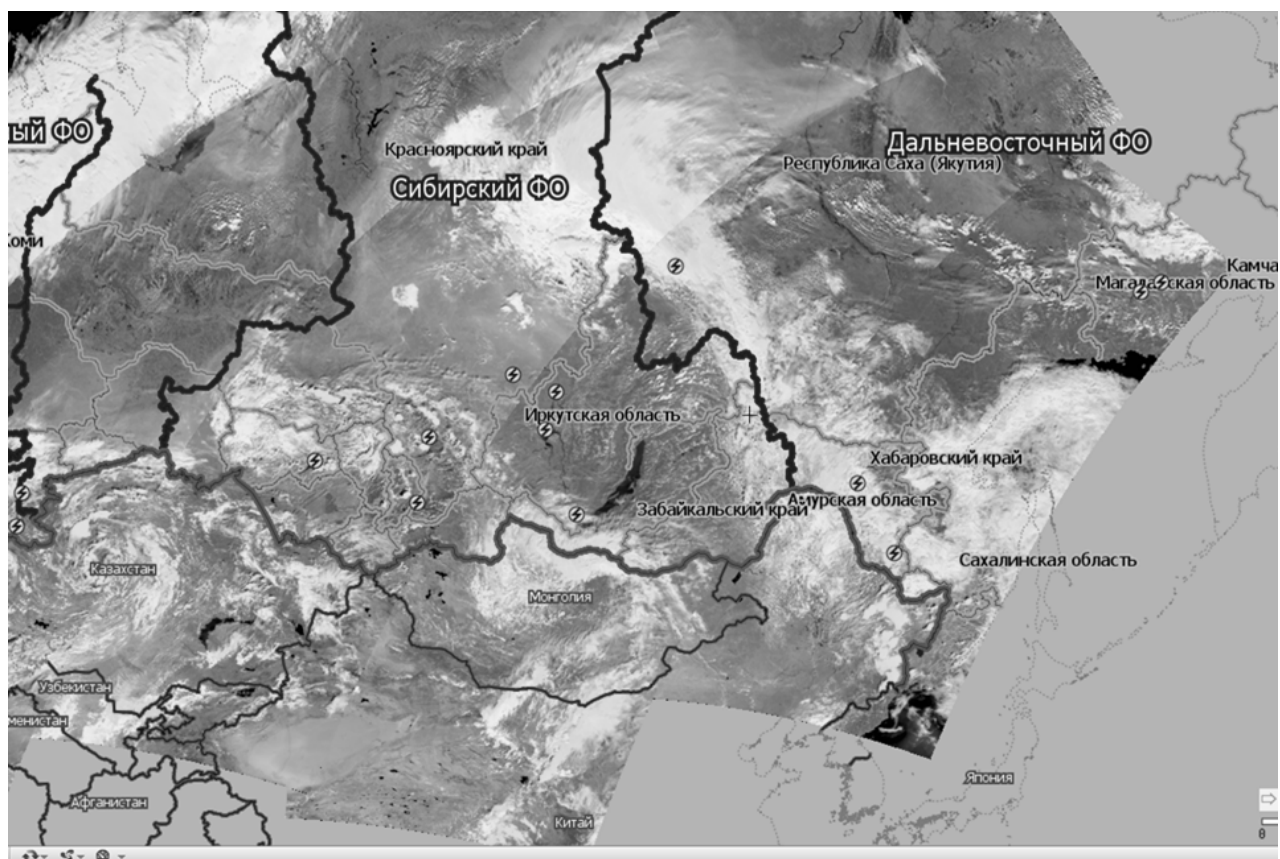 ый ФО
Дальневосточный ФО
Красноярский край
Республика Саха (Якутия)
Сибирский ФО
Коми
Камча
Магаданская область
Иркутская область
Хабаровский край
Амурская область
Забайкальский край
Сахалинская область
Казахстан
Монголия
Узбекистан
менистан
Япония
Афганистан
Китай
0